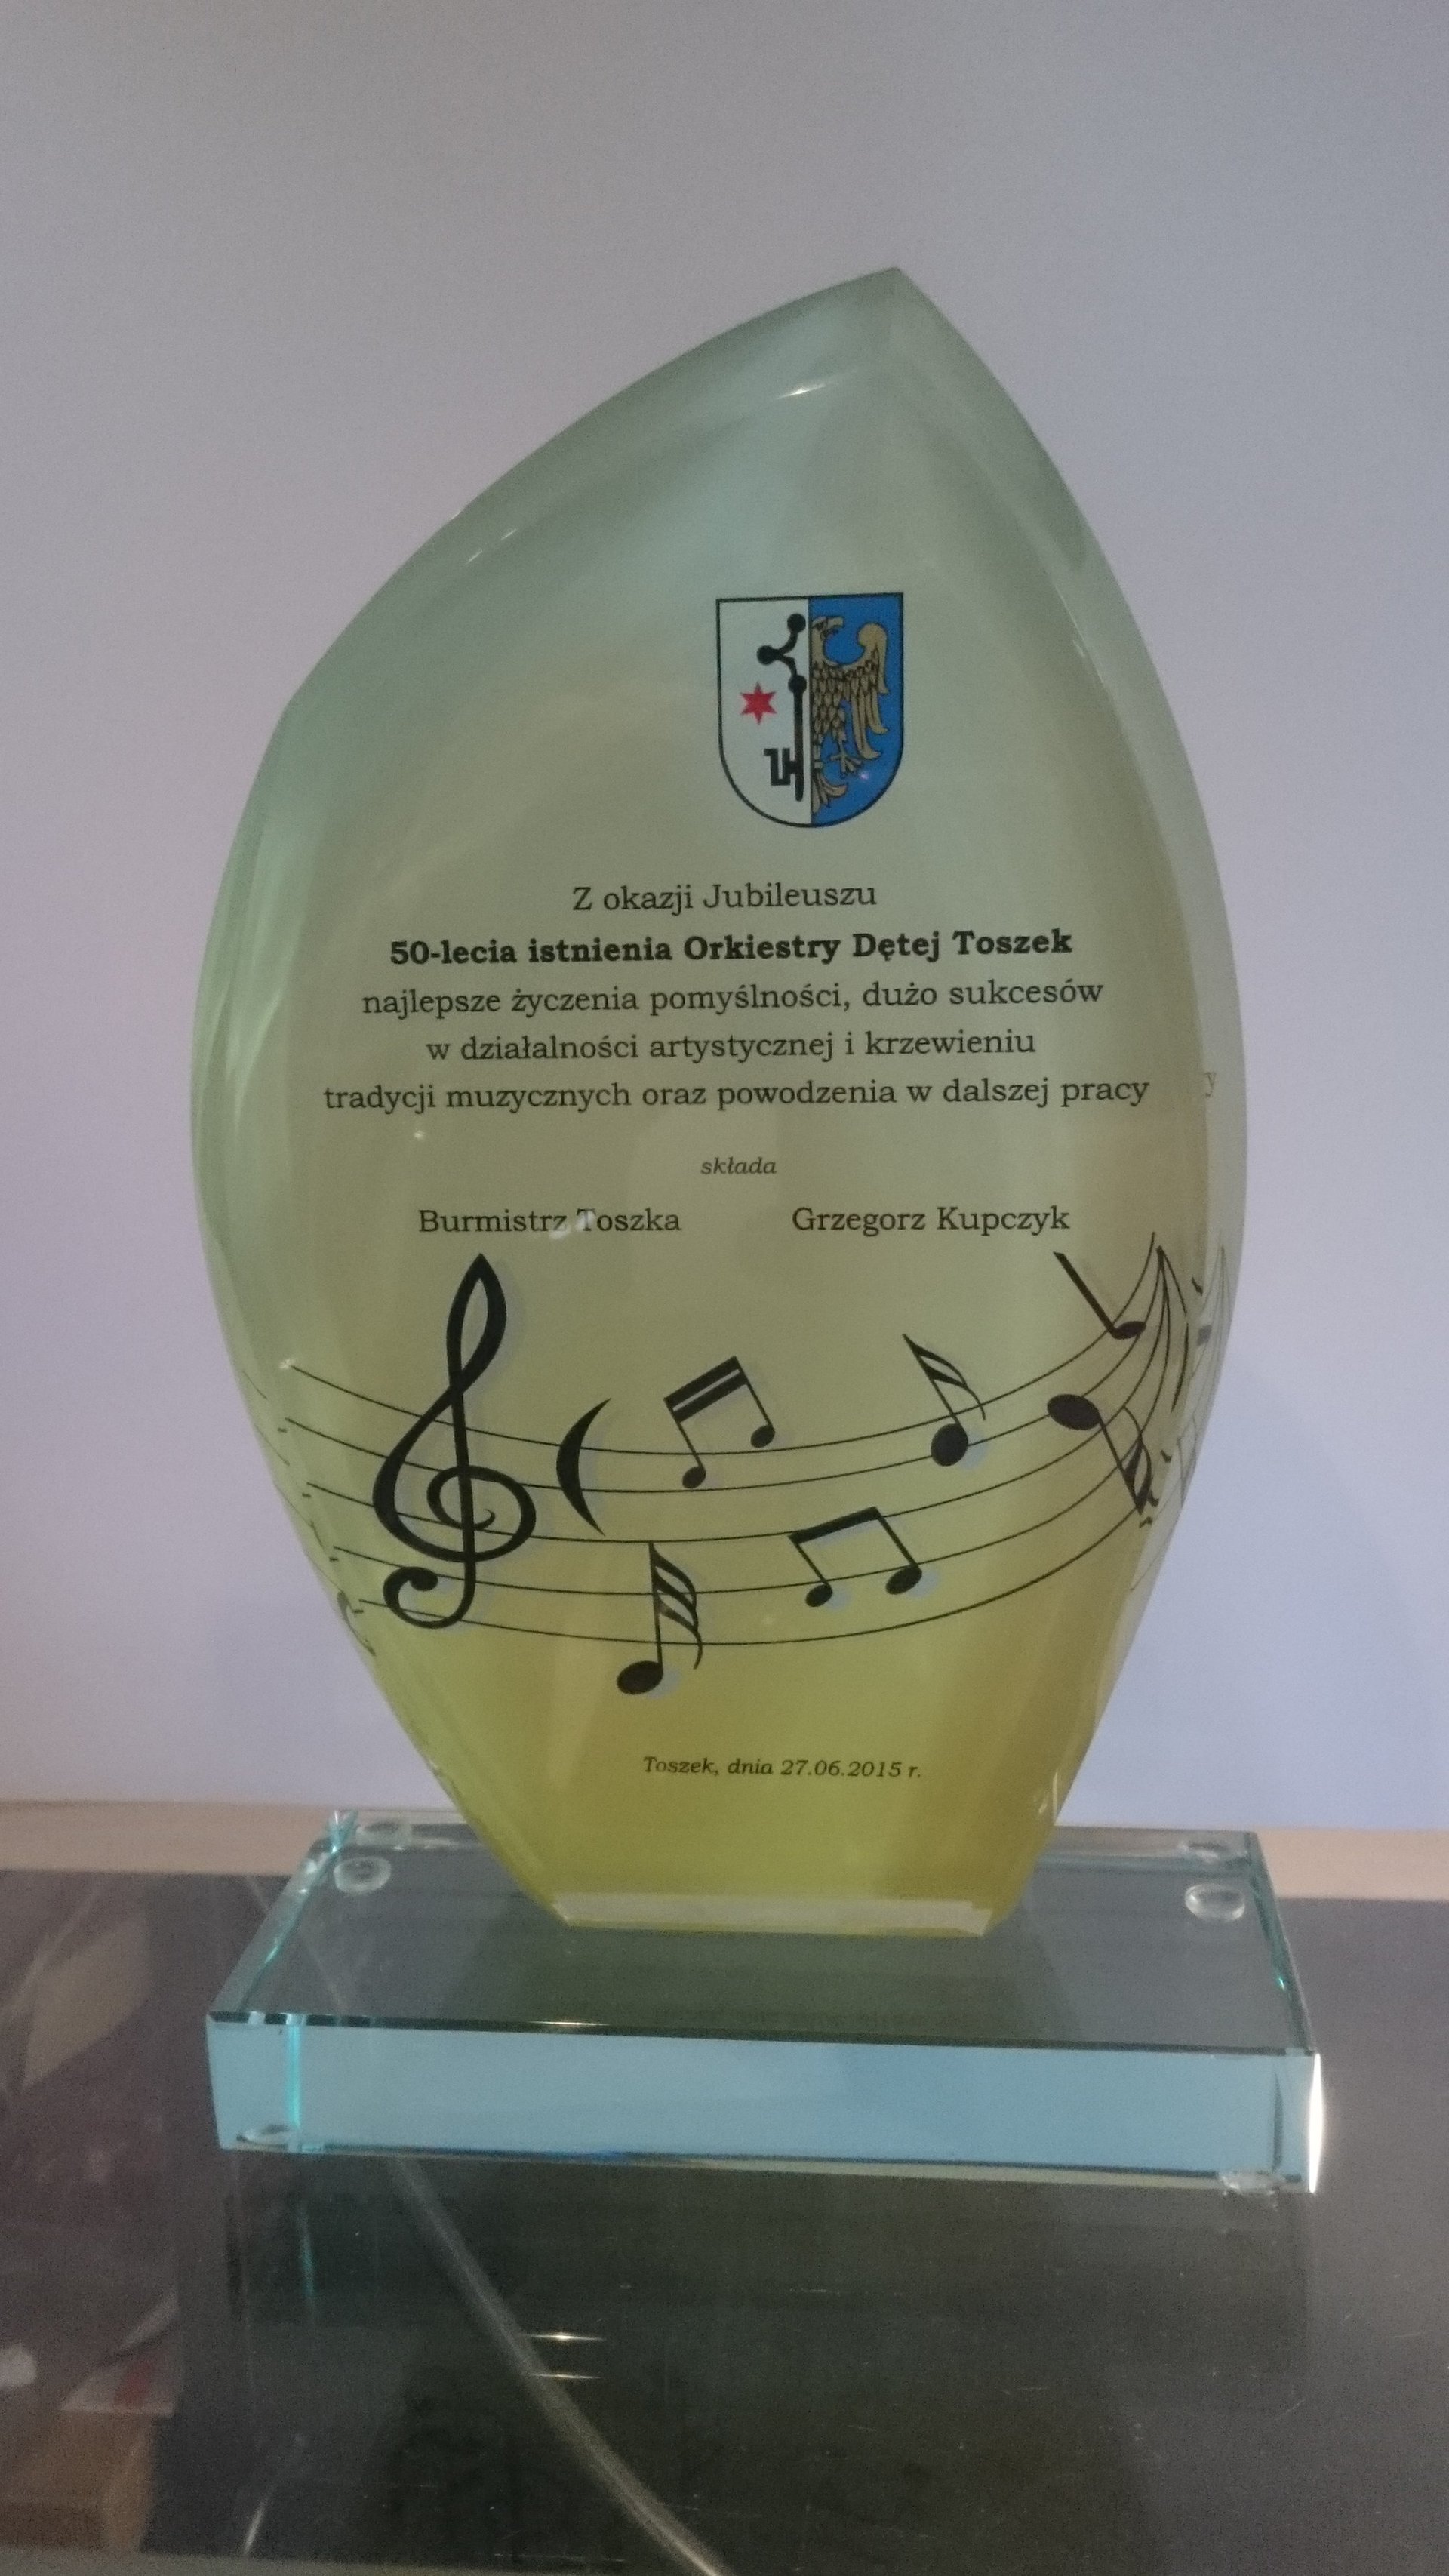 Z okazji Jubileuszu
50-lecia istnienia Orkiestry Dętej Toszek
najlepsze życzenia pomyślności, dużo sukcesów
w działalności artystycznej i krzewieniu
tradycji muzycznych oraz powodzenia w dalszej pracy
składa
Burmistrz Toszka Grzegorz Kupczyk
Toszek, dnia 27.06.2015 r.